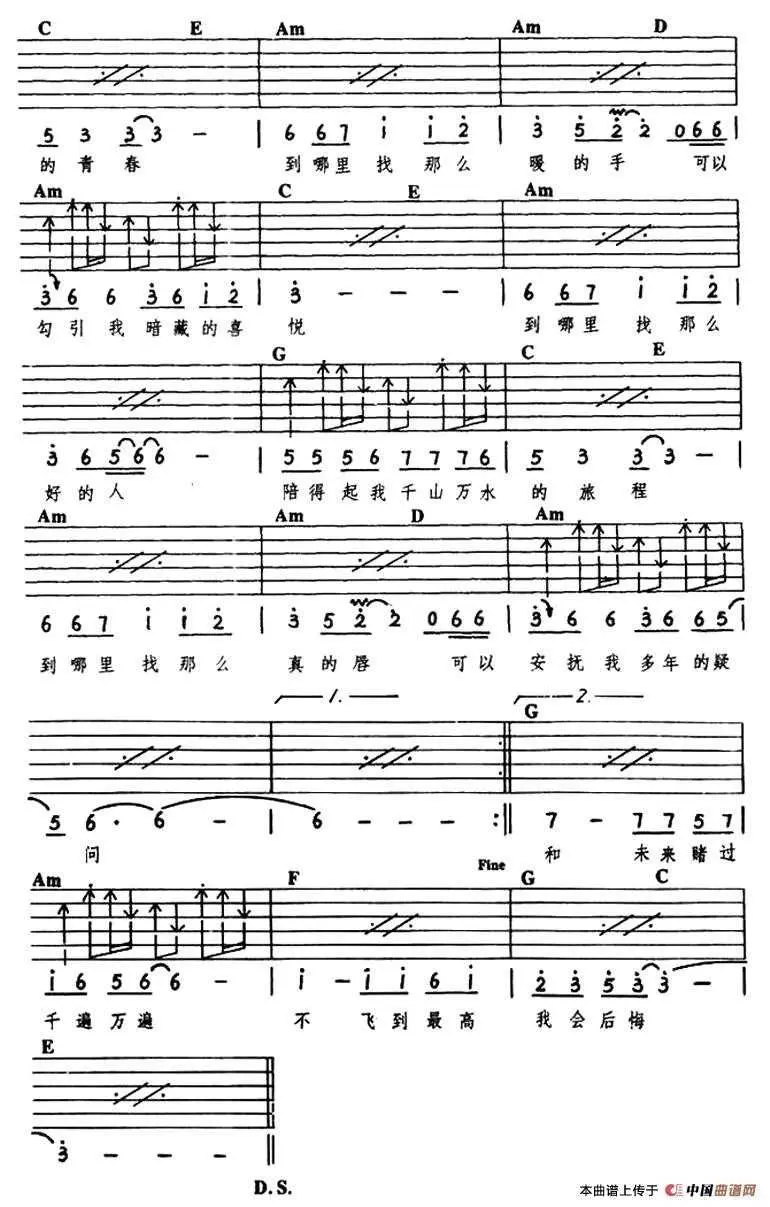 C E Am Am D
5 3 3 3 - | 6 6 7 i i 2 | 3 5 2 2 0 6 6
的 青 春 到 哪 里 找 那 么 暖 的 手 可 以
Am C E Am
3 6 6 3 6 i 2 | 3 - - - | 6 6 7 i i 2
勾 引 我 暗 藏 的 喜 悦 到 哪 里 找 那 么
G C E
3 6 5 6 6 - | 5 5 5 6 7 7 7 6 | 5 3 3 3 - |
好 的 人 陪 得 起 我 千 山 万 水 的 旅 程
Am Am D Am
6 6 7 i i 2 | 3 5 2 2 0 6 6 | 3 6 6 3 6 6 5
到 哪 里 找 那 么 真 的 唇 可 以 安 抚 我 多 年 的 疑
1. 2.
G
5 6 · 6 - | 6 - - - :‖ 7 - 7 7 5 7
问 和 未 来 赌 过
Am F Fine G C
i 6 5 6 6 - | i - i i 6 i | 2 3 5 3 3 -
千 遍 万 遍 不 飞 到 最 高 我 会 后 悔
E
3 - - - ‖
D.S.
本曲谱上传于 中国曲谱网